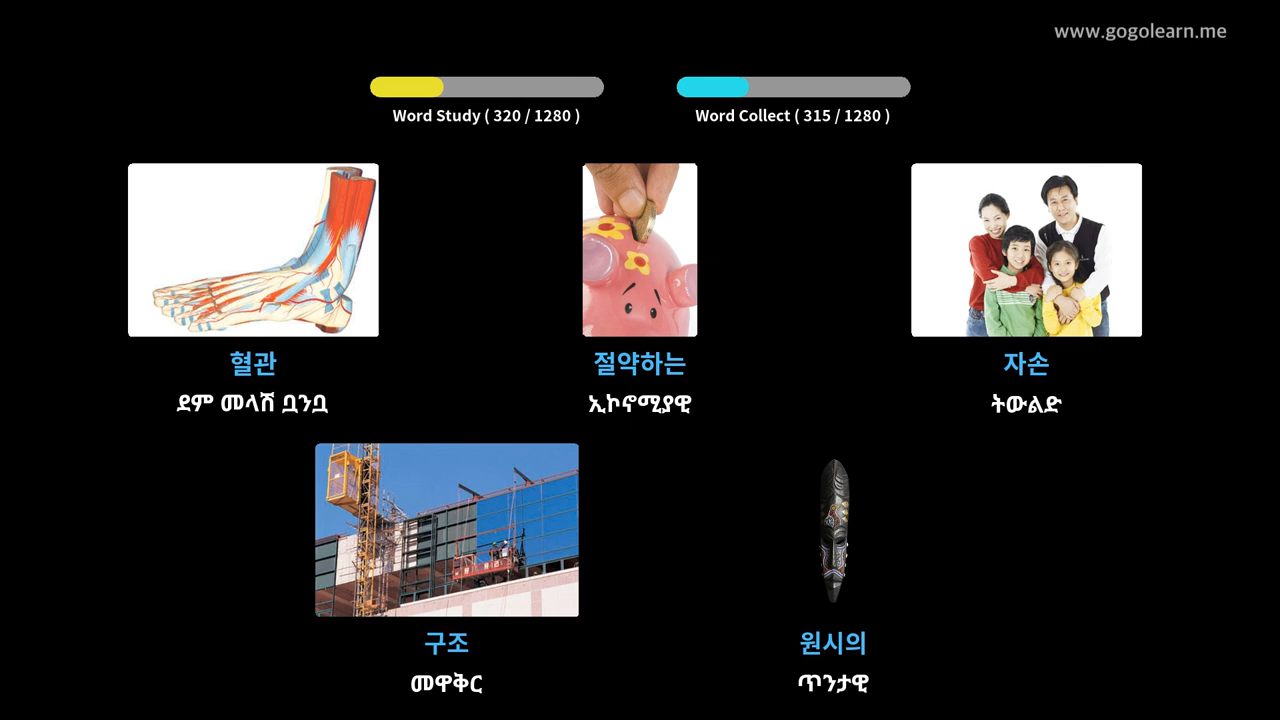 www.gogolearn.me
Word Study ( 320 / 1280 )
Word Collect ( 315 / 1280 )
혈관
ደም መላሽ ቧንቧ
절약하는
ኢኮኖሚያዊ
자손
ትውልድ
구조
መዋቅር
원시의
ጥንታዊ